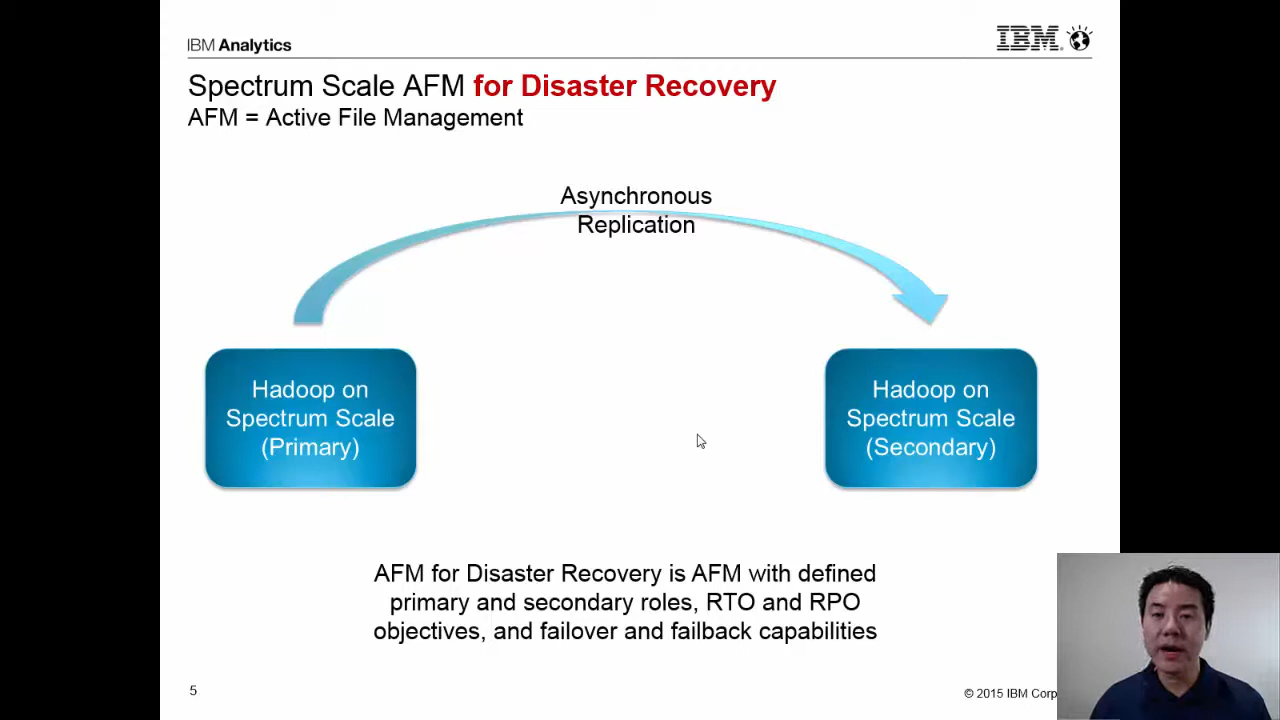 IBM Analytics
IBM
Spectrum Scale AFM for Disaster Recovery
AFM = Active File Management
Asynchronous
Replication
Hadoop on
Spectrum Scale
(Primary)
Hadoop on
Spectrum Scale
(Secondary)
AFM for Disaster Recovery is AFM with defined
primary and secondary roles, RTO and RPO
objectives, and failover and failback capabilities
5
© 2015 IBM Corp